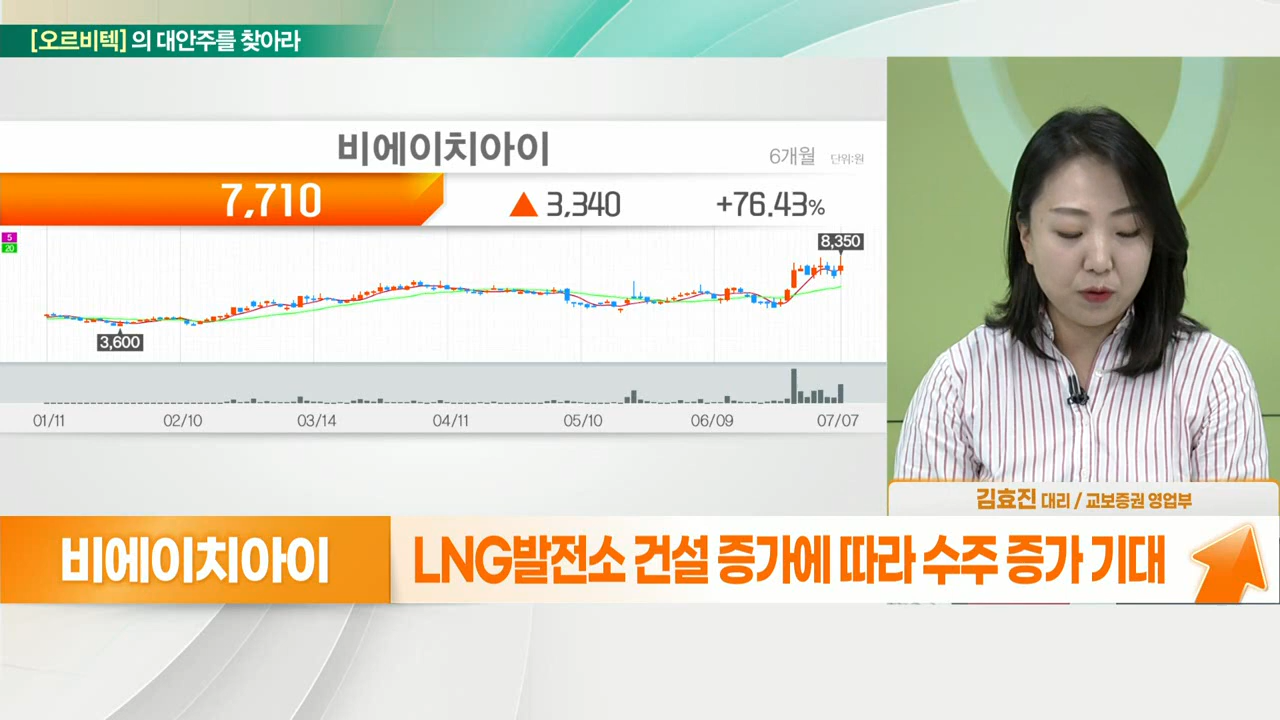 [오르비텍]의 대안주를 찾아라
비에이치아이
6개월 단위:원
7,710 ▲ 3,340 +76.43%
5
20
8,350
3,600
01/11 02/10 03/14 04/11 05/10 06/09 07/07
김효진 대리 / 교보증권 영업부
비에이치아이
LNG발전소 건설 증가에 따라 수주 증가 기대